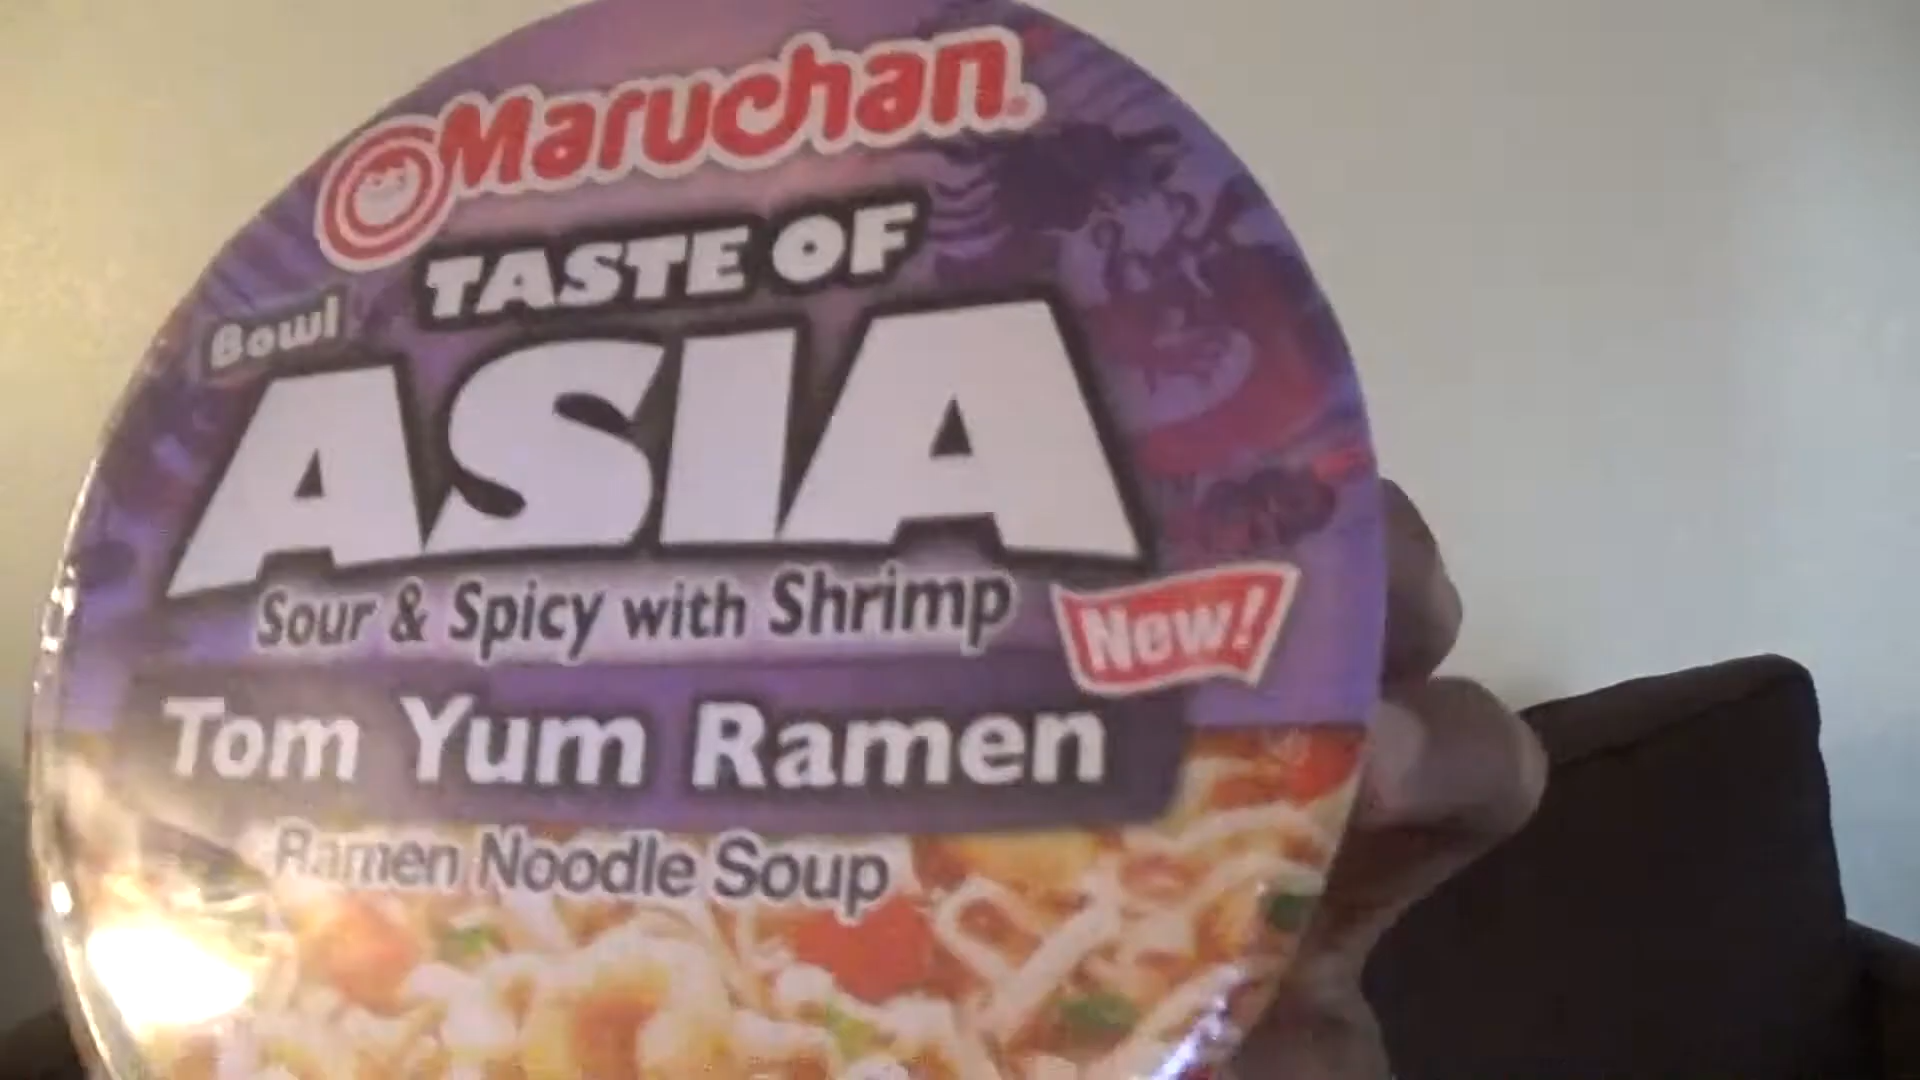 Maruchan
TASTE OF
Bowl
ASIA
Sour & Spicy with Shrimp
New!
Tom Yum Ramen
Ramen Noodle Soup